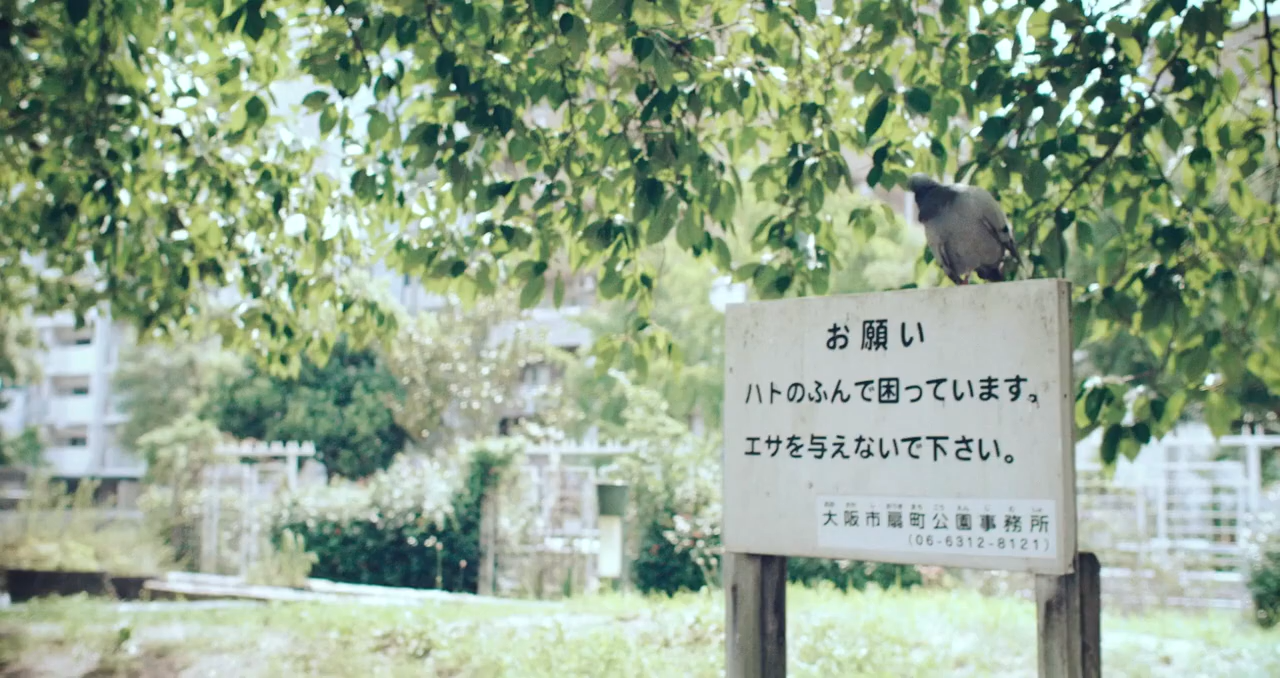 お願い
ハトのふんで困っています。
エサを与えないで下さい。
大阪市扇町公園事務所
(06-6312-8121)